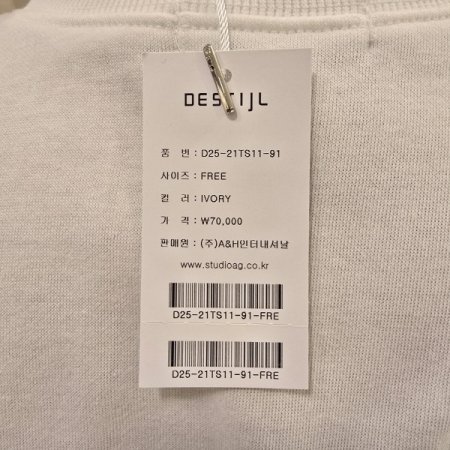 DESTIJL
품 번 : D25-21TS11-91
사이즈 : FREE
컬 러 : IVORY
가 격 : ₩70,000
판매원 : (주)A&H인터내셔날
www.studioag.co.kr
D25-21TS11-91-FRE
D25-21TS11-91-FRE